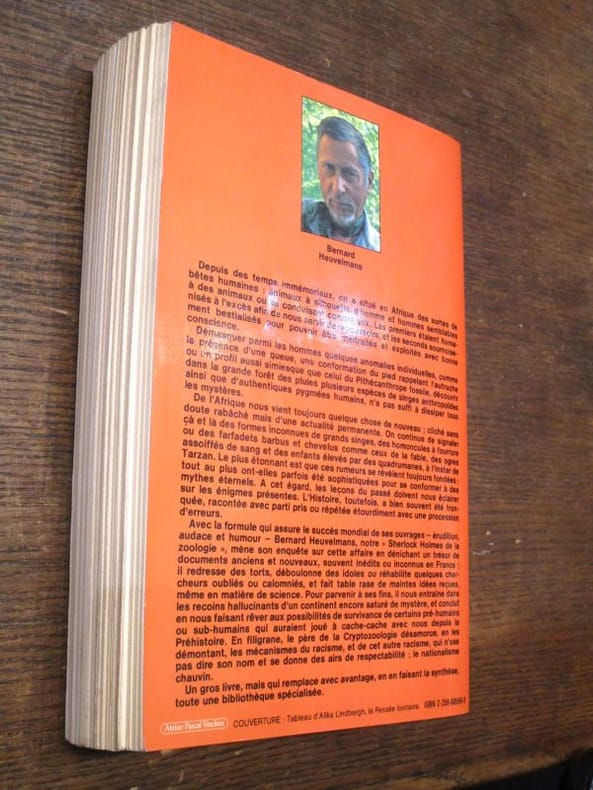 Bernard
Heuvelmans
Depuis des temps immémoriaux, on a situé en Afrique des sortes de
bêtes humaines : animaux à silhouette d'homme et hommes semblables
à des animaux ou se conduisant comme eux. Les premiers étaient huma-
nisés à l'excès afin de nous servir de repoussoirs, et les seconds sournoise-
ment bestialisés pour pouvoir être maltraités et exploités avec bonne
conscience.
Démasquer parmi les hommes quelques anomalies individuelles, comme
la présence d'une queue, une conformation du pied rappelant l'autruche
ou un profil aussi simiesque que celui du Pithécanthrope fossile, découvrir
dans la grande forêt des pluies plusieurs espèces de singes anthropoïdes
ainsi que d'authentiques pygmées humains, n'a pas suffi à dissiper tous
les mystères.
De l'Afrique nous vient toujours quelque chose de nouveau ; cliché sans
doute rabâché mais d'une actualité permanente. On continue de signaler
çà et là des formes inconnues de grands singes, des homoncules à fourrure
ou des farfadets barbus et chevelus comme ceux de la fable, des ogres
assoiffés de sang et des enfants élevés par des quadrumanes, à l'instar de
Tarzan. Le plus étonnant est que ces rumeurs se révèlent toujours fondées :
tout au plus ont-elles parfois été sophistiquées pour se conformer à des
mythes éternels. A cet égard, les leçons du passé doivent nous éclairer
sur les énigmes présentes. L'Histoire, toutefois, a bien souvent été tron-
quée, racontée avec parti pris ou répétée étourdiment avec une procession
d'erreurs.
Avec la formule qui assure le succès mondial de ses ouvrages – érudition,
audace et humour – Bernard Heuvelmans, notre « Sherlock Holmes de la
zoologie », mène son enquête sur cette affaire en dénichant un trésor de
documents anciens et nouveaux, souvent inédits ou inconnus en France ;
il redresse des torts, déboulonne des idoles ou réhabilite quelques cher-
cheurs oubliés ou calomniés, et fait table rase de maintes idées reçues,
même en matière de science. Pour parvenir à ses fins, il nous entraîne dans
les recoins hallucinants d'un continent encore saturé de mystère, et conclut
en nous faisant rêver aux possibilités de survivance de certains pré-humains
ou sub-humains qui auraient joué à cache-cache avec nous depuis la
Préhistoire. En filigrane, le père de la Cryptozoologie désamorce, en les
démontant, les mécanismes du racisme, et de cet autre racisme, qui n'ose
pas dire son nom et se donne des airs de respectabilité : le nationalisme
chauvin.
Un gros livre, mais qui remplace avec avantage, en en faisant la synthèse,
toute une bibliothèque spécialisée.
Atelier Pascal Vercken COUVERTURE : Tableau d'Alika Lindbergh, la Pensée lointaine. ISBN